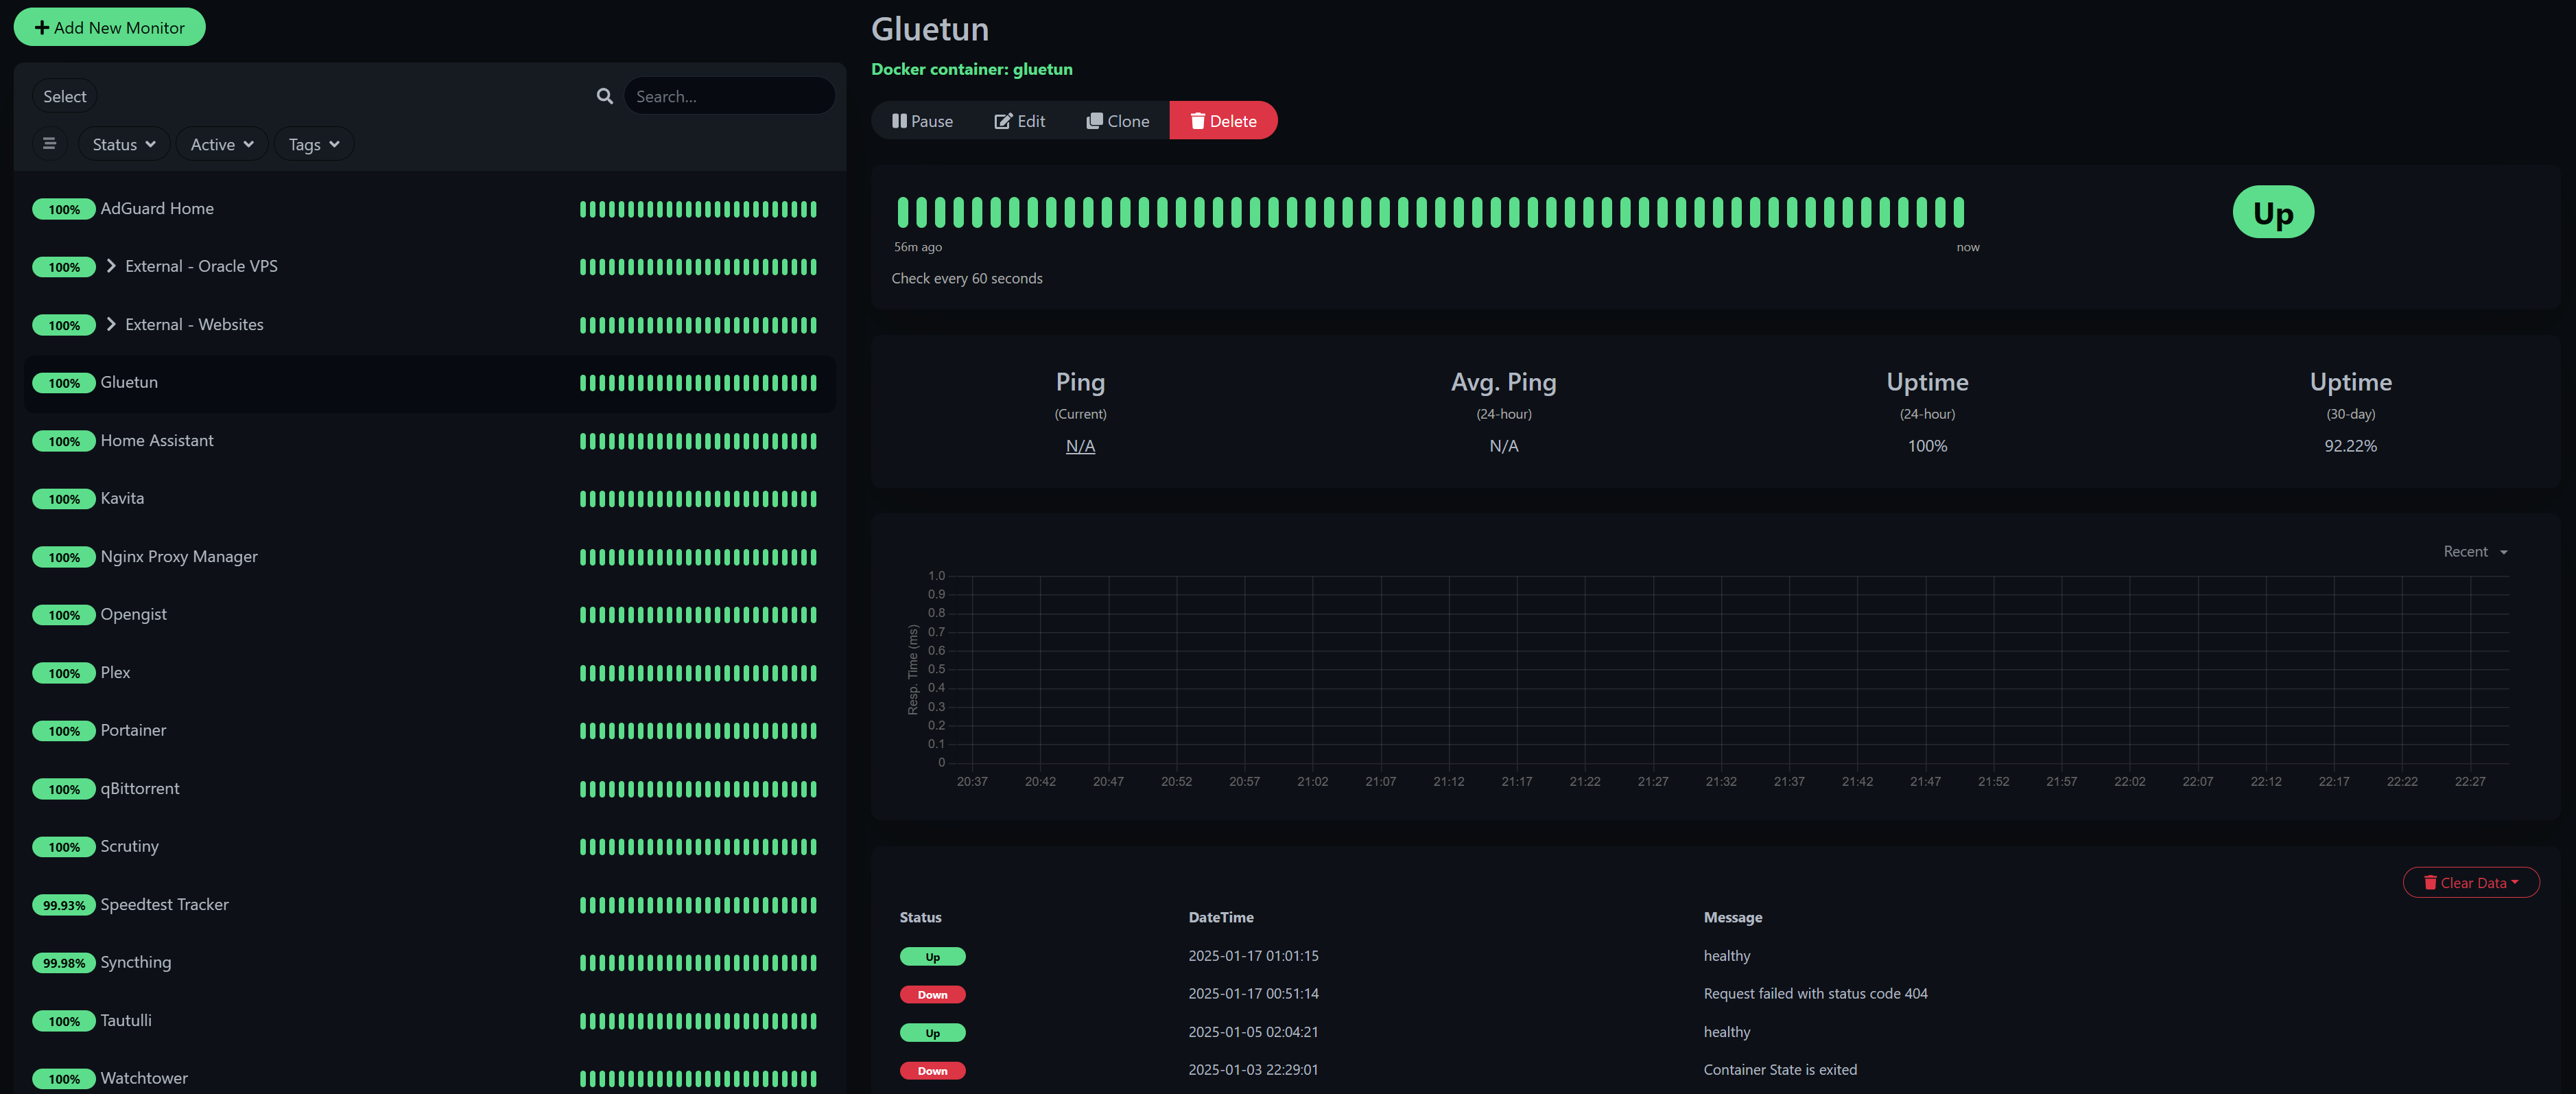 Add New Monitor
Select
Search...
Status
Active
Tags
100% AdGuard Home
100% External - Oracle VPS
100% External - Websites
100% Gluetun
100% Home Assistant
100% Kavita
100% Nginx Proxy Manager
100% Opengist
100% Plex
100% Portainer
100% qBittorrent
100% Scrutiny
99.93% Speedtest Tracker
99.98% Syncthing
100% Tautulli
100% Watchtower
Gluetun
Docker container: gluetun
Pause Edit Clone Delete
Up
56m ago now
Check every 60 seconds
Ping Avg. Ping Uptime Uptime
(Current) (24-hour) (24-hour) (30-day)
N/A N/A 100% 92.22%
Recent
Resp. Time (ms)
1.0
0.9
0.8
0.7
0.6
0.5
0.4
0.3
0.2
0.1
0
20:37 20:42 20:47 20:52 20:57 21:02 21:07 21:12 21:17 21:22 21:27 21:32 21:37 21:42 21:47 21:52 21:57 22:02 22:07 22:12 22:17 22:22 22:27
Clear Data
Status DateTime Message
Up 2025-01-17 01:01:15 healthy
Down 2025-01-17 00:51:14 Request failed with status code 404
Up 2025-01-05 02:04:21 healthy
Down 2025-01-03 22:29:01 Container State is exited